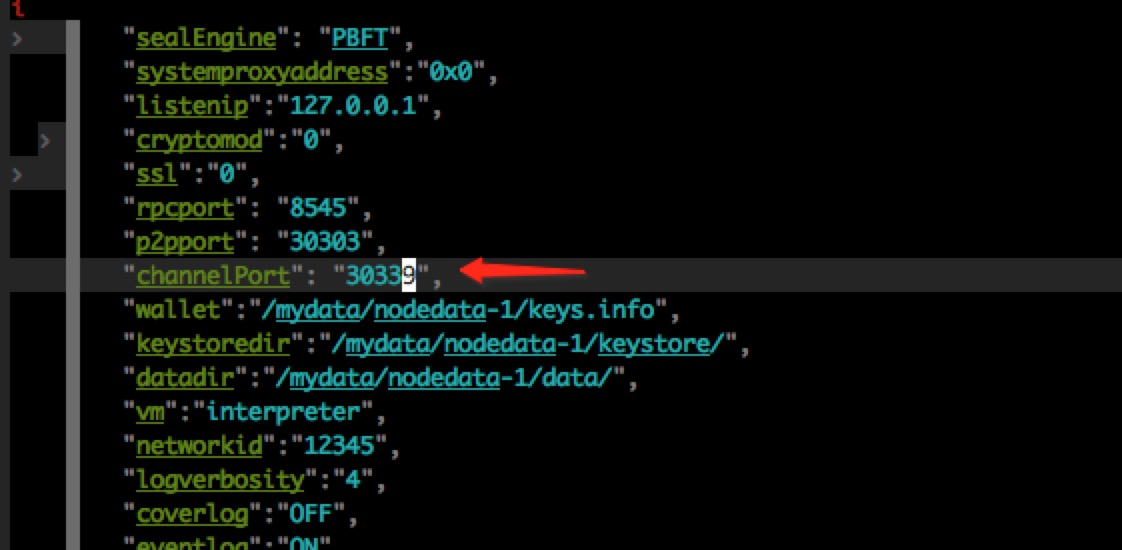 {
"sealEngine": "PBFT",
"systemproxyaddress":"0x0",
"listenip":"127.0.0.1",
"cryptomod":"0",
"ssl":"0",
"rpcport": "8545",
"p2pport": "30303",
"channelPort": "30339",
"wallet":"/mydata/nodedata-1/keys.info",
"keystoredir":"/mydata/nodedata-1/keystore/",
"datadir":"/mydata/nodedata-1/data/",
"vm":"interpreter",
"networkid":"12345",
"logverbosity":"4",
"coverlog":"OFF",
"eventlog":"ON"